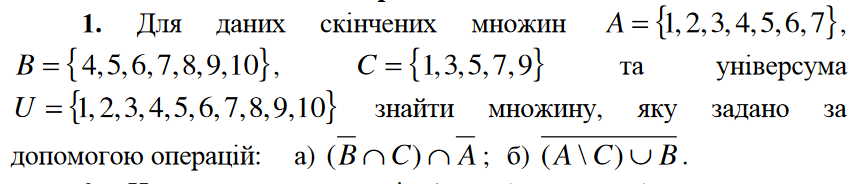 1. Для даних скінчених множин A = {1, 2, 3, 4, 5, 6, 7},
B = { 4, 5, 6, 7, 8, 9, 10}, C = {1, 3, 5, 7, 9} та універсума
U = {1, 2, 3, 4, 5, 6, 7, 8, 9, 10} знайти множину, яку задано за
допомогою операцій: а) (B̅ ∩ C) ∩ A̅ ; б) \overline{(A \ C) ∪ B} .